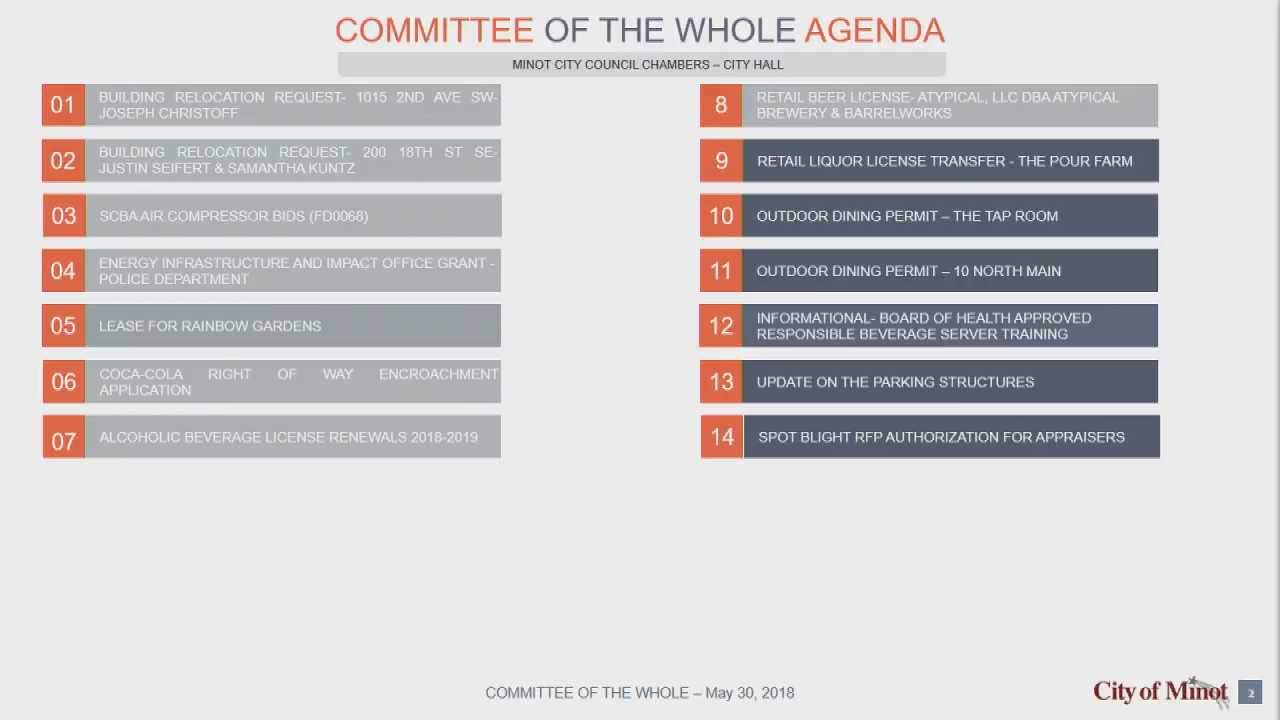 COMMITTEE OF THE WHOLE AGENDA
MINOT CITY COUNCIL CHAMBERS – CITY HALL
01
BUILDING RELOCATION REQUEST- 1015 2ND AVE SW-
JOSEPH CHRISTOFF
02
BUILDING RELOCATION REQUEST- 200 18TH ST SE-
JUSTIN SEIFERT & SAMANTHA KUNTZ
03
SCBA AIR COMPRESSOR BIDS (FD0068)
04
ENERGY INFRASTRUCTURE AND IMPACT OFFICE GRANT -
POLICE DEPARTMENT
05
LEASE FOR RAINBOW GARDENS
06
COCA-COLA RIGHT OF WAY ENCROACHMENT
APPLICATION
07
ALCOHOLIC BEVERAGE LICENSE RENEWALS 2018-2019
8
RETAIL BEER LICENSE- ATYPICAL, LLC DBA ATYPICAL
BREWERY & BARRELWORKS
9
RETAIL LIQUOR LICENSE TRANSFER - THE POUR FARM
10
OUTDOOR DINING PERMIT – THE TAP ROOM
11
OUTDOOR DINING PERMIT – 10 NORTH MAIN
12
INFORMATIONAL- BOARD OF HEALTH APPROVED
RESPONSIBLE BEVERAGE SERVER TRAINING
13
UPDATE ON THE PARKING STRUCTURES
14
SPOT BLIGHT RFP AUTHORIZATION FOR APPRAISERS
COMMITTEE OF THE WHOLE – May 30, 2018
City of Minot
2